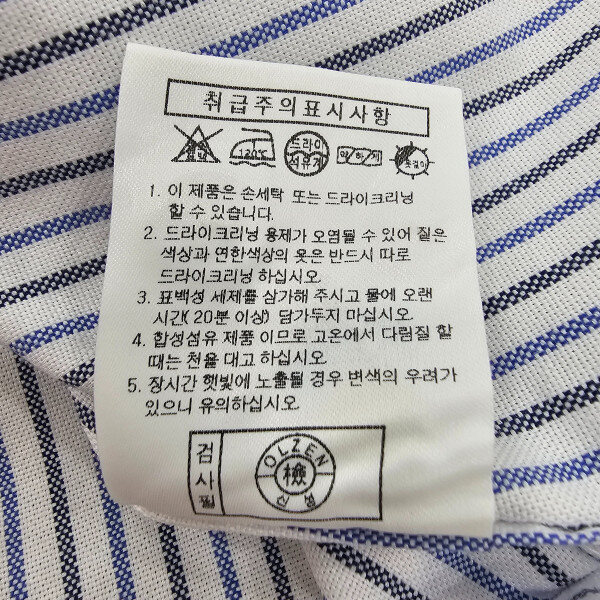 취급주의표시사항
염소
표백
120℃
드라이
석유계
약하게
옷걸이
1. 이 제품은 손세탁 또는 드라이크리닝
할 수 있습니다.
2. 드라이크리닝 용제가 오염될 수 있어 짙은
색상과 연한색상의 옷은 반드시 따로
드라이크리닝 하십시오.
3. 표백성 세제를 삼가해 주시고 물에 오랜
시간(20분 이상) 담가두지 마십시오.
4. 합성섬유 제품 이므로 고온에서 다림질 할
때는 천을 대고 하십시오.
5. 장시간 햇빛에 노출될 경우 변색의 우려가
있으니 유의하십시오.
검사필
OLZEN
檢
신성